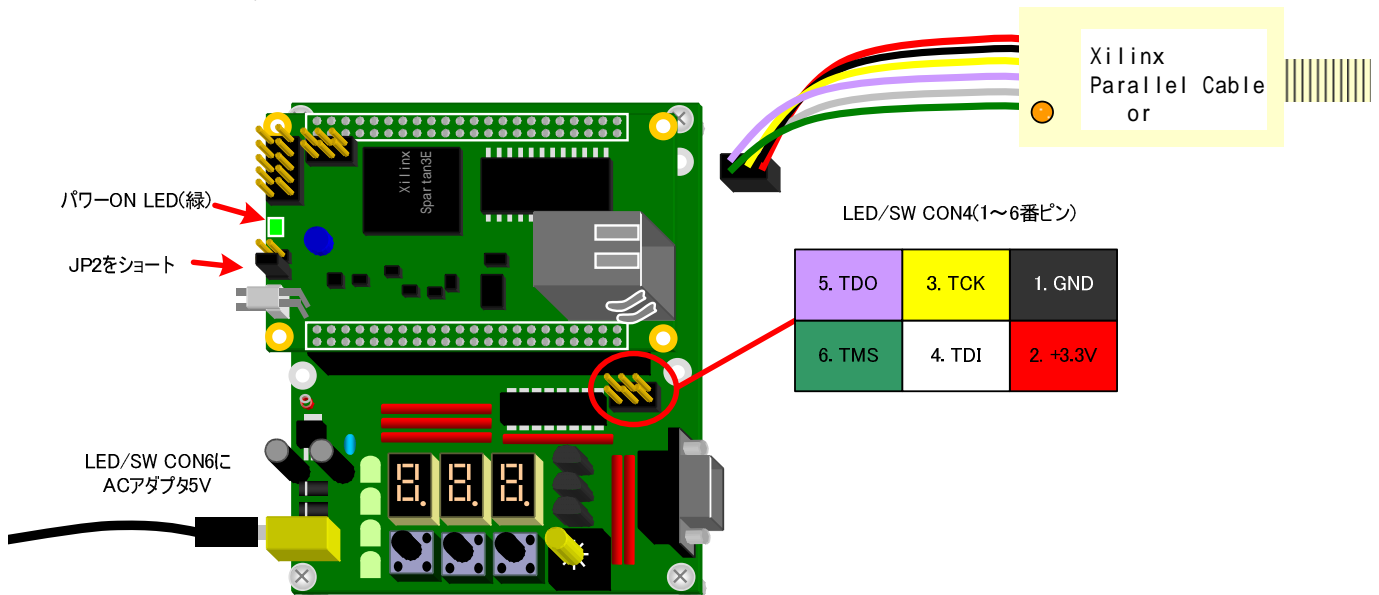 Xilinx
Parallel Cable
or
Xilinx
Spartan3E
パワーON LED(緑)
JP2をショート
LED/SW CON4(1～6番ピン)
5. TDO
3. TCK
1. GND
6. TMS
4. TDI
2. +3.3V
LED/SW CON6に
ACアダプタ5V